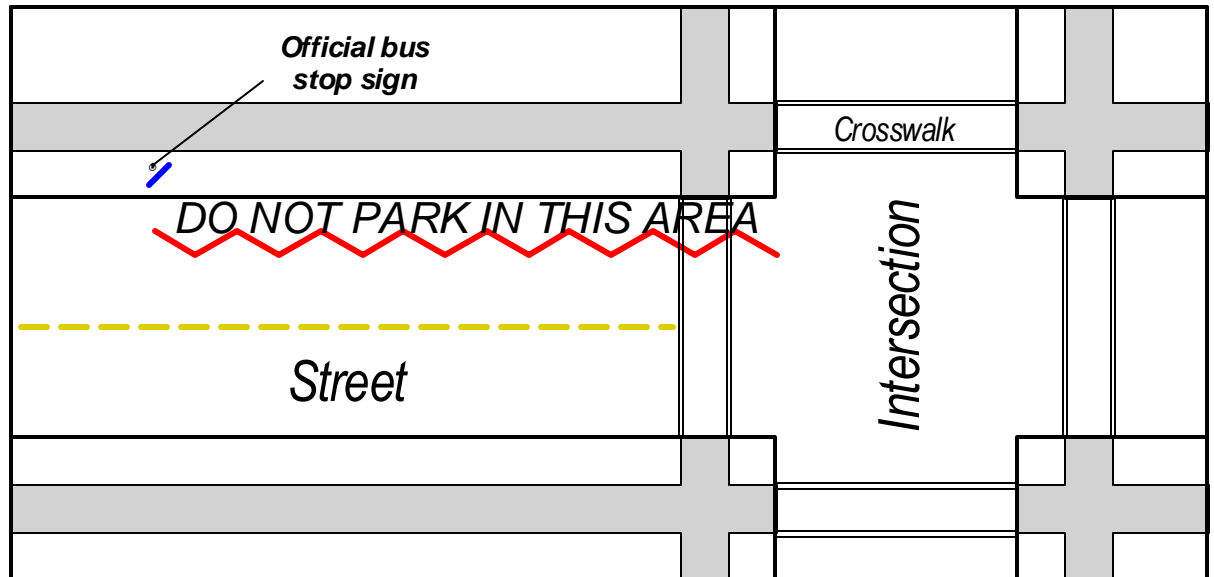 Official bus
stop sign
Crosswalk
DO NOT PARK IN THIS AREA
Intersection
Street